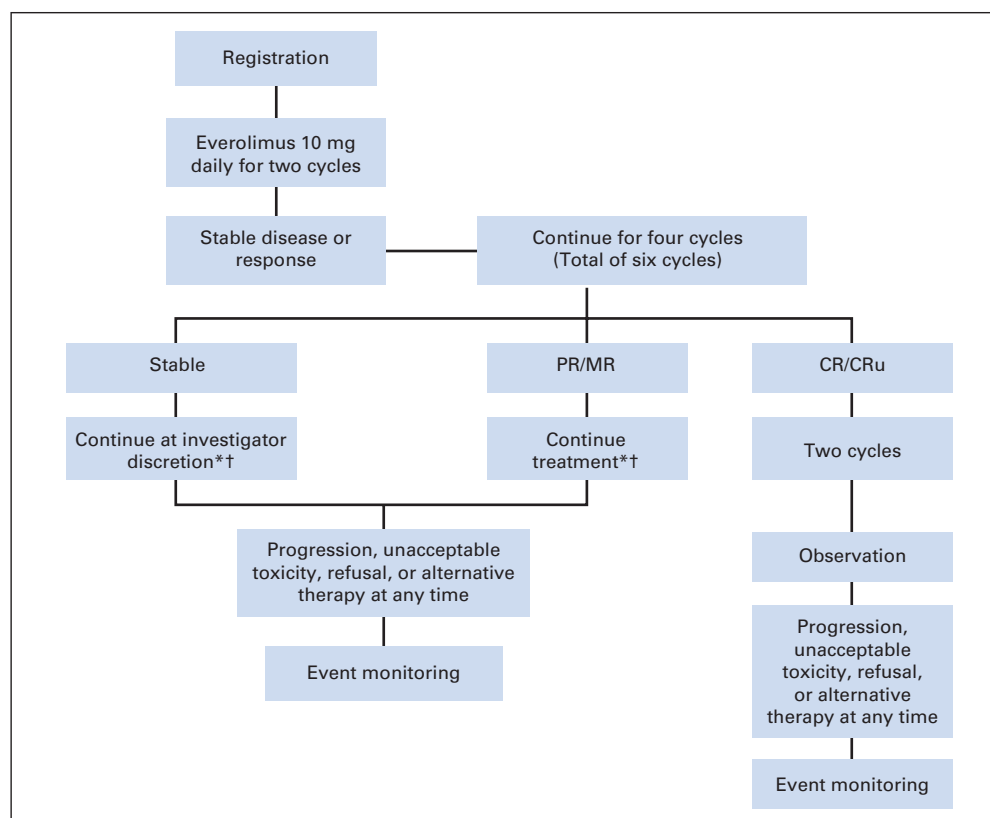 Registration
Everolimus 10 mg
daily for two cycles
Stable disease or
response
Continue for four cycles
(Total of six cycles)
Stable
PR/MR
CR/CRu
Continue at investigator
discretion*†
Continue
treatment*†
Two cycles
Progression, unacceptable
toxicity, refusal, or alternative
therapy at any time
Observation
Event monitoring
Progression,
unacceptable
toxicity, refusal,
or alternative
therapy at any time
Event monitoring